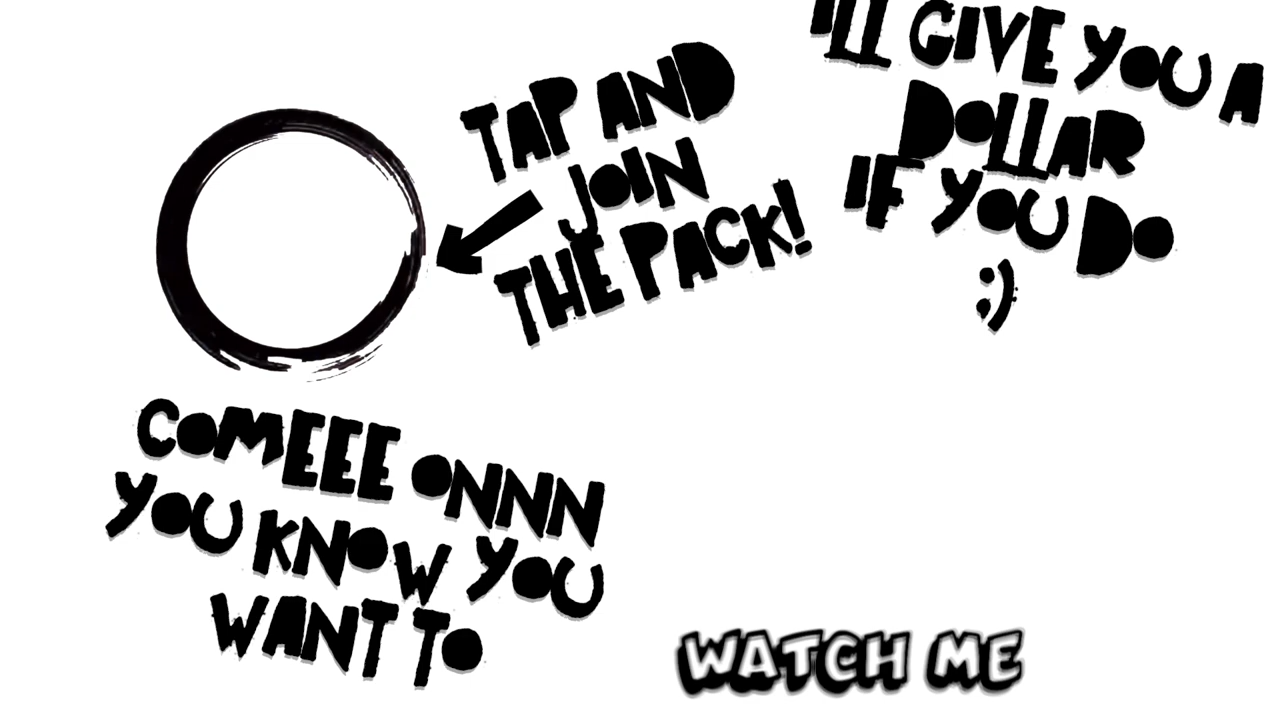 TAP AND
JOIN
THE PACK!
I'LL GIVE YOU A
DOLLAR
IF YOU DO
;)
COMEEE ONNN
YOU KNOW YOU
WANT TO
WATCH ME